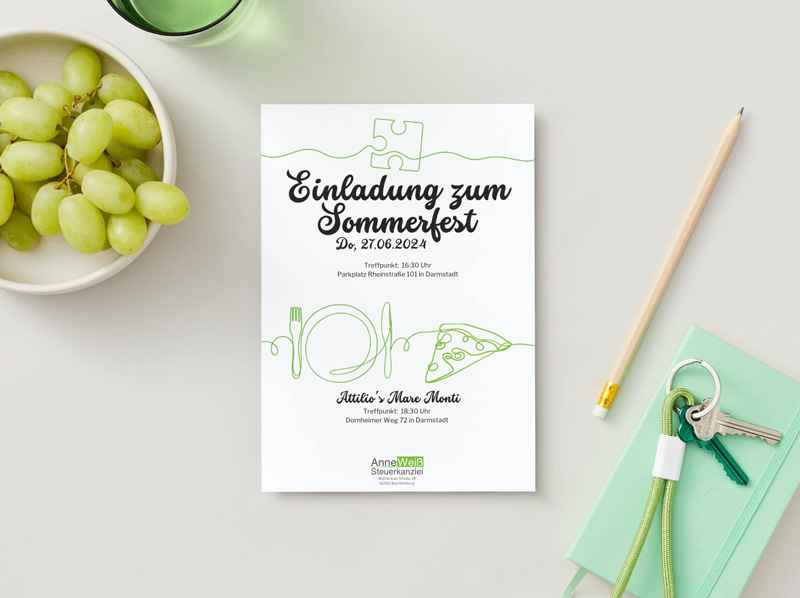 Einladung zum
Sommerfest
Do, 27.06.2024
Treffpunkt: 16:30 Uhr
Parkplatz Rheinstraße 101 in Darmstadt
Attilio's Mare Monti
Treffpunkt: 18:30 Uhr
Dornheimer Weg 72 in Darmstadt
AnneWeiß
Steuerkanzlei